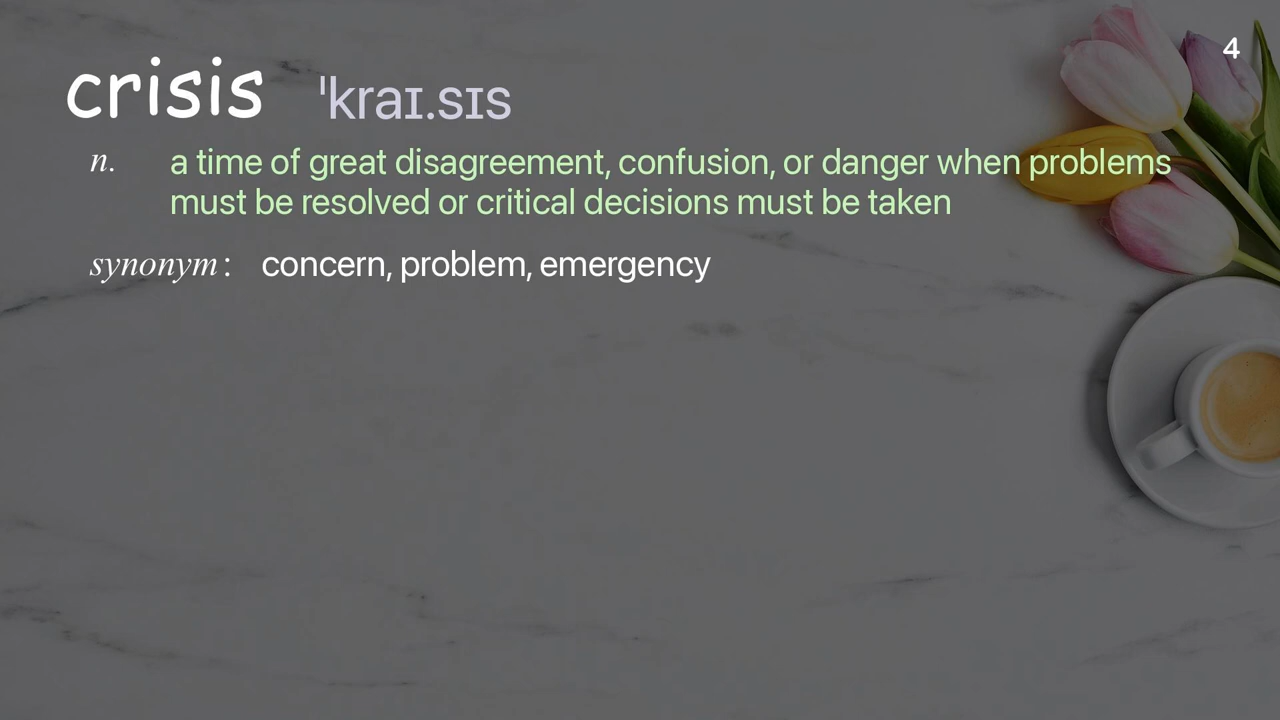 4
crisis ˈkraɪ.sɪs
n. a time of great disagreement, confusion, or danger when problems
must be resolved or critical decisions must be taken
synonym : concern, problem, emergency